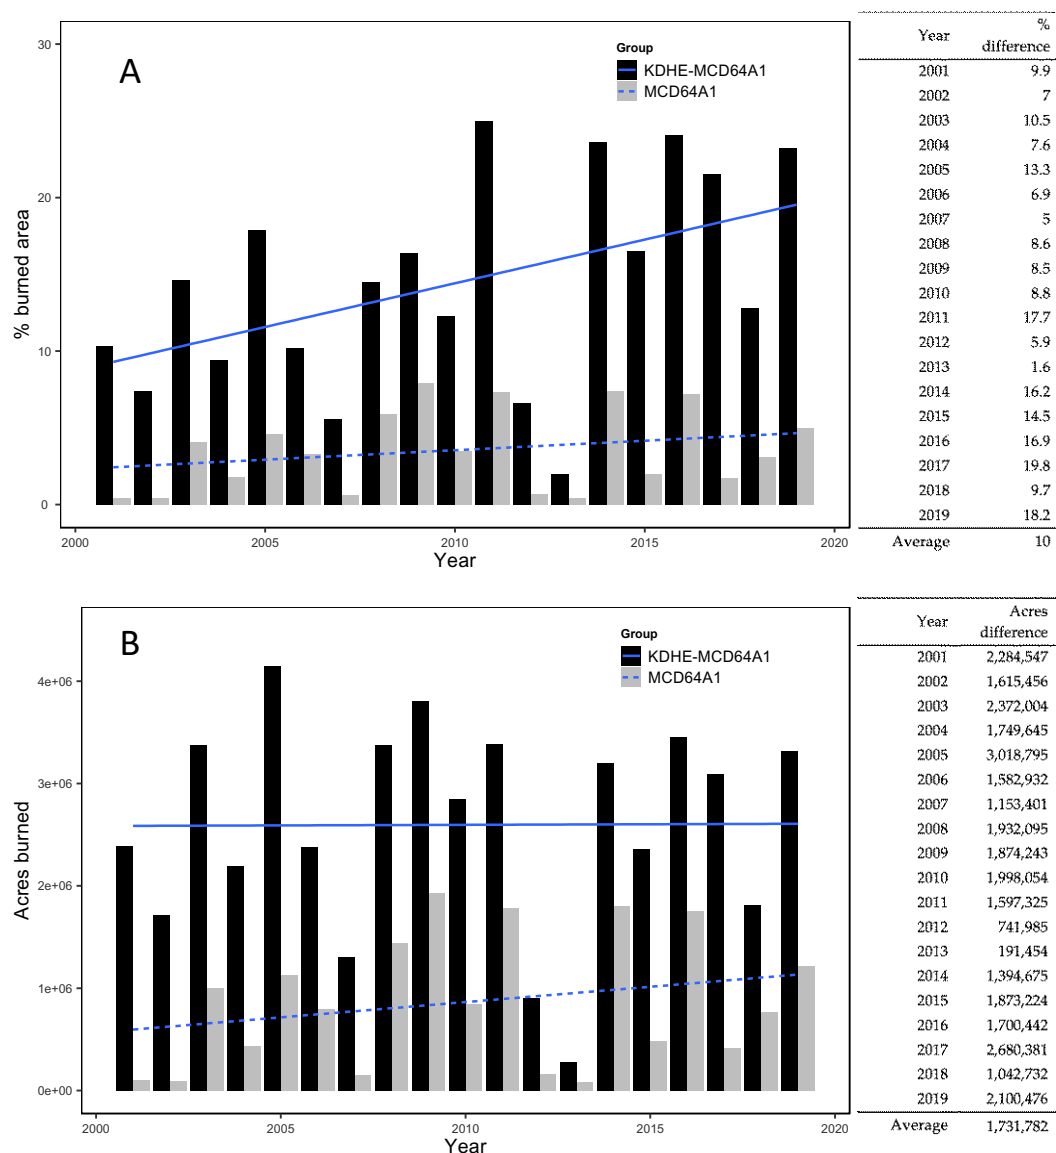 A
Group
KDHE-MCD64A1
MCD64A1
30
20
10
0
% burned area
2000 2005 2010 2015 2020
Year
Year % difference
2001 9.9
2002 7
2003 10.5
2004 7.6
2005 13.3
2006 6.9
2007 5
2008 8.6
2009 8.5
2010 8.8
2011 17.7
2012 5.9
2013 1.6
2014 16.2
2015 14.5
2016 16.9
2017 19.8
2018 9.7
2019 18.2
Average 10
B
Group
KDHE-MCD64A1
MCD64A1
4e+06
3e+06
2e+06
1e+06
0e+00
Acres burned
2000 2005 2010 2015 2020
Year
Year Acres difference
2001 2,284,547
2002 1,615,456
2003 2,372,004
2004 1,749,645
2005 3,018,795
2006 1,582,932
2007 1,153,401
2008 1,932,095
2009 1,874,243
2010 1,998,054
2011 1,597,325
2012 741,985
2013 191,454
2014 1,394,675
2015 1,873,224
2016 1,700,442
2017 2,680,381
2018 1,042,732
2019 2,100,476
Average 1,731,782